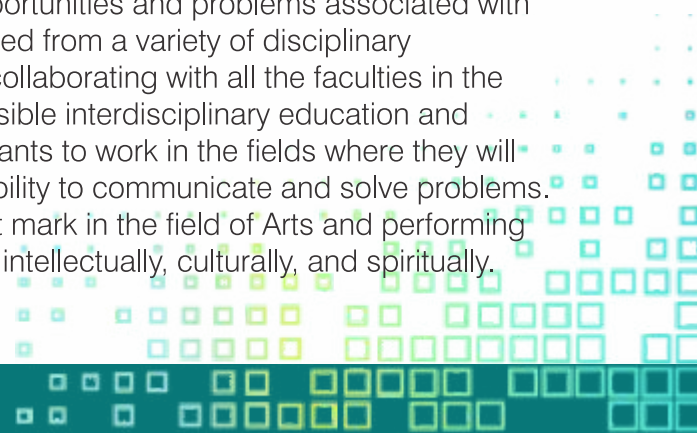 portunities and problems associated with
ed from a variety of disciplinary
collaborating with all the faculties in the
sible interdisciplinary education and
ants to work in the fields where they will
bility to communicate and solve problems.
t mark in the field of Arts and performing
intellectually, culturally, and spiritually.